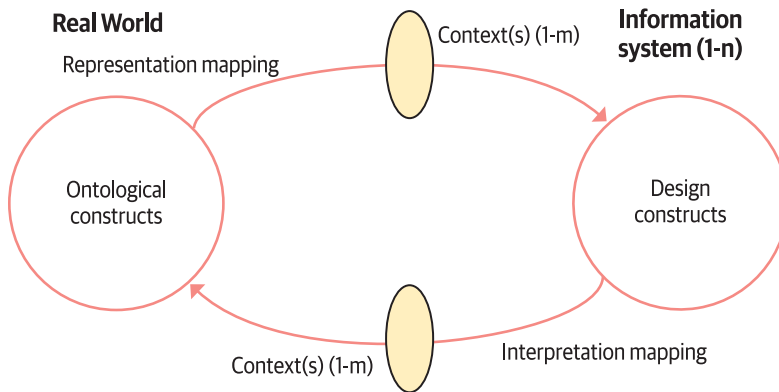 Real World
Representation mapping
Context(s) (1-m)
Information
system (1-n)
Ontological
constructs
Design
constructs
Context(s) (1-m)
Interpretation mapping